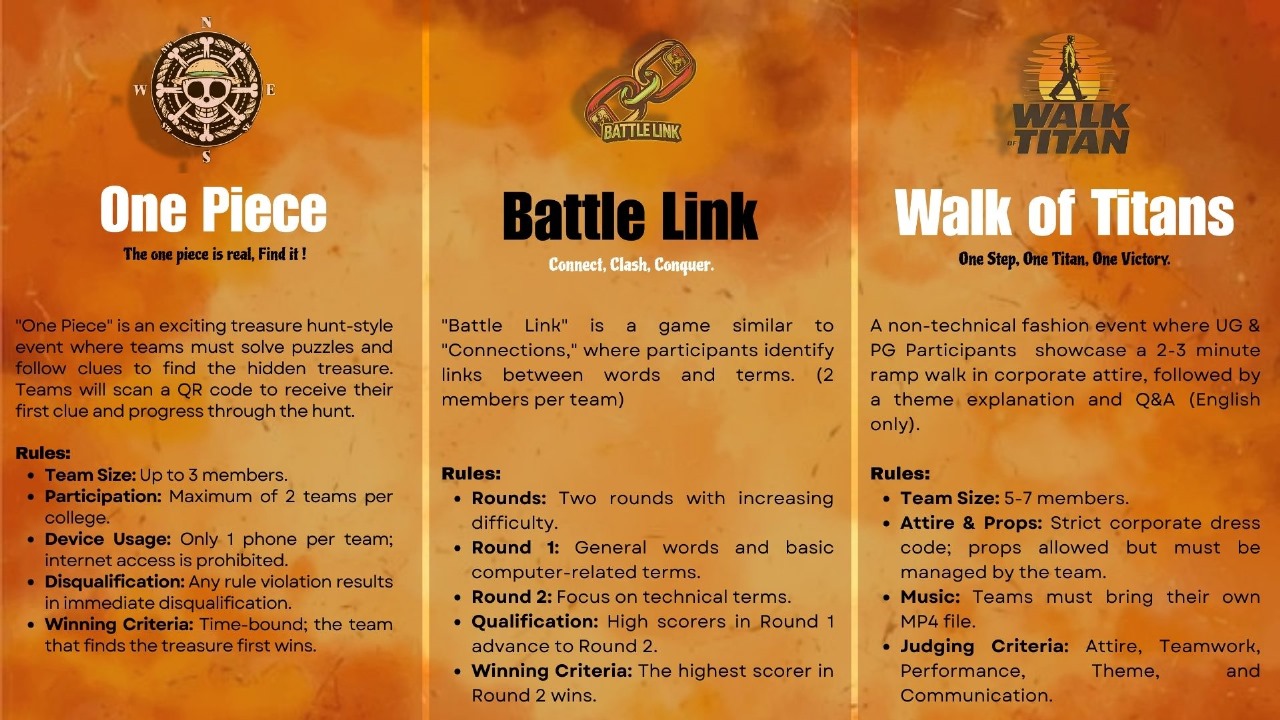 N
NW
NE
W
E
SW
SE
S
One Piece
The one piece is real, Find it !
"One Piece" is an exciting treasure hunt-style
event where teams must solve puzzles and
follow clues to find the hidden treasure.
Teams will scan a QR code to receive their
first clue and progress through the hunt.
Rules:
• Team Size: Up to 3 members.
• Participation: Maximum of 2 teams per
college.
• Device Usage: Only 1 phone per team;
internet access is prohibited.
• Disqualification: Any rule violation results
in immediate disqualification.
• Winning Criteria: Time-bound; the team
that finds the treasure first wins.
BATTLE LINK
Battle Link
Connect, Clash, Conquer.
"Battle Link" is a game similar to
"Connections," where participants identify
links between words and terms. (2
members per team)
Rules:
• Rounds: Two rounds with increasing
difficulty.
• Round 1: General words and basic
computer-related terms.
• Round 2: Focus on technical terms.
• Qualification: High scorers in Round 1
advance to Round 2.
• Winning Criteria: The highest scorer in
Round 2 wins.
WALK
OF TITAN
Walk of Titans
One Step, One Titan, One Victory.
A non-technical fashion event where UG &
PG Participants showcase a 2-3 minute
ramp walk in corporate attire, followed by
a theme explanation and Q&A (English
only).
Rules:
• Team Size: 5-7 members.
• Attire & Props: Strict corporate dress
code; props allowed but must be
managed by the team.
• Music: Teams must bring their own
MP4 file.
• Judging Criteria: Attire, Teamwork,
Performance, Theme, and
Communication.